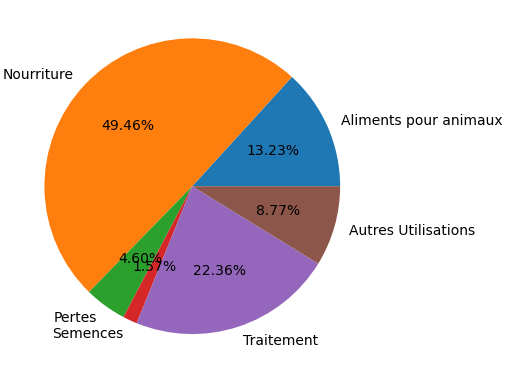 Nourriture
49.46%
Aliments pour animaux
13.23%
8.77%
Autres Utilisations
4.60%
1.57%
22.36%
Pertes
Semences
Traitement